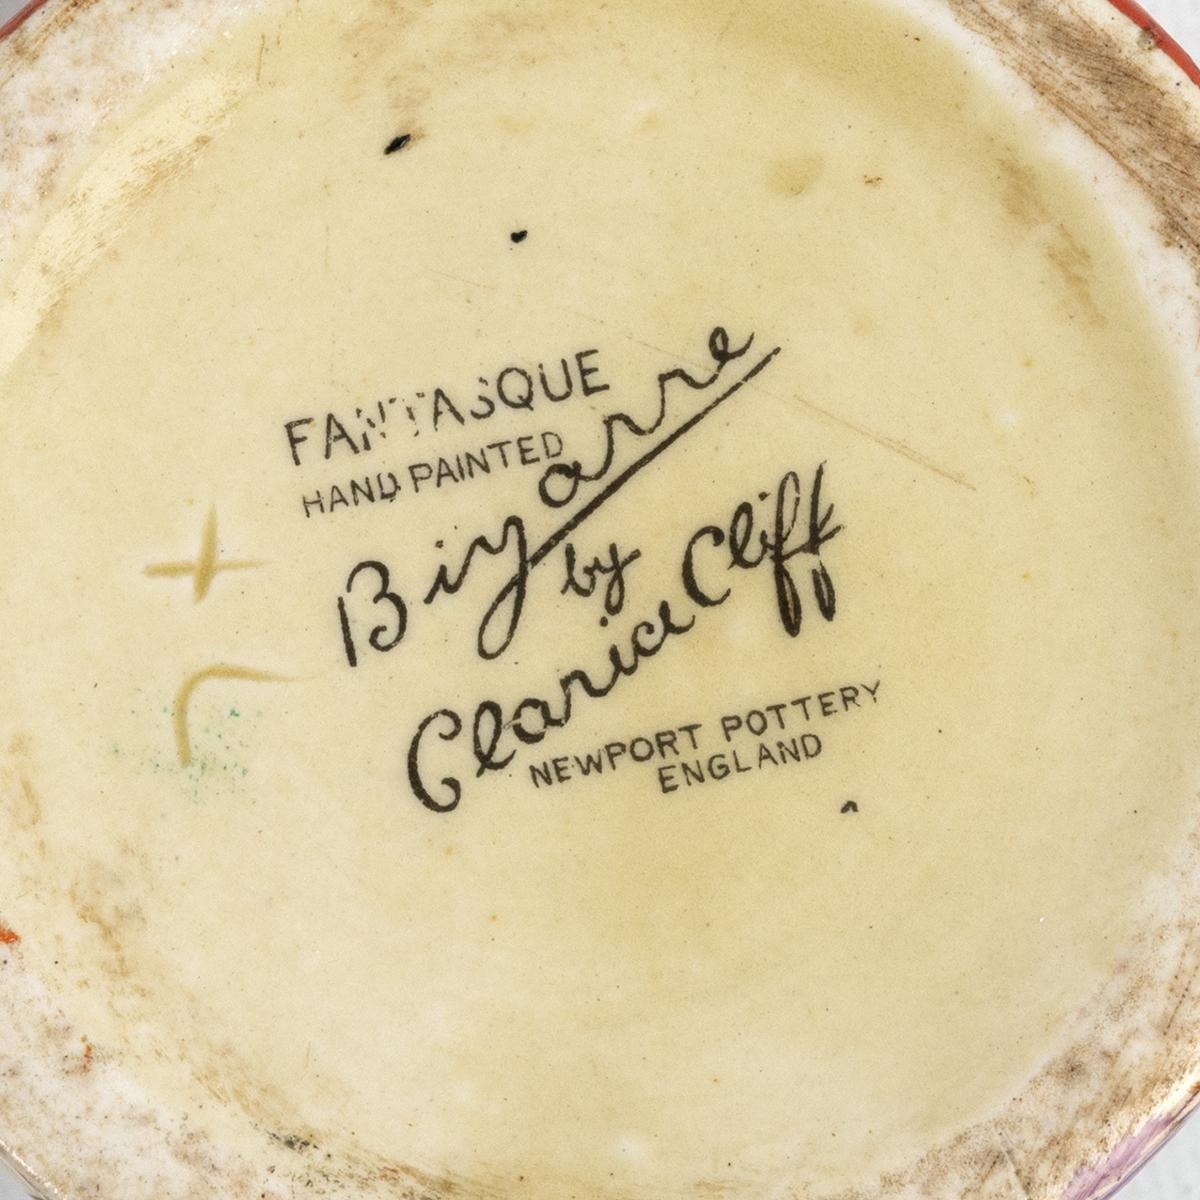 FANTASQUE
HAND PAINTED
Bizarre
by
Clarice Cliff
NEWPORT POTTERY
ENGLAND